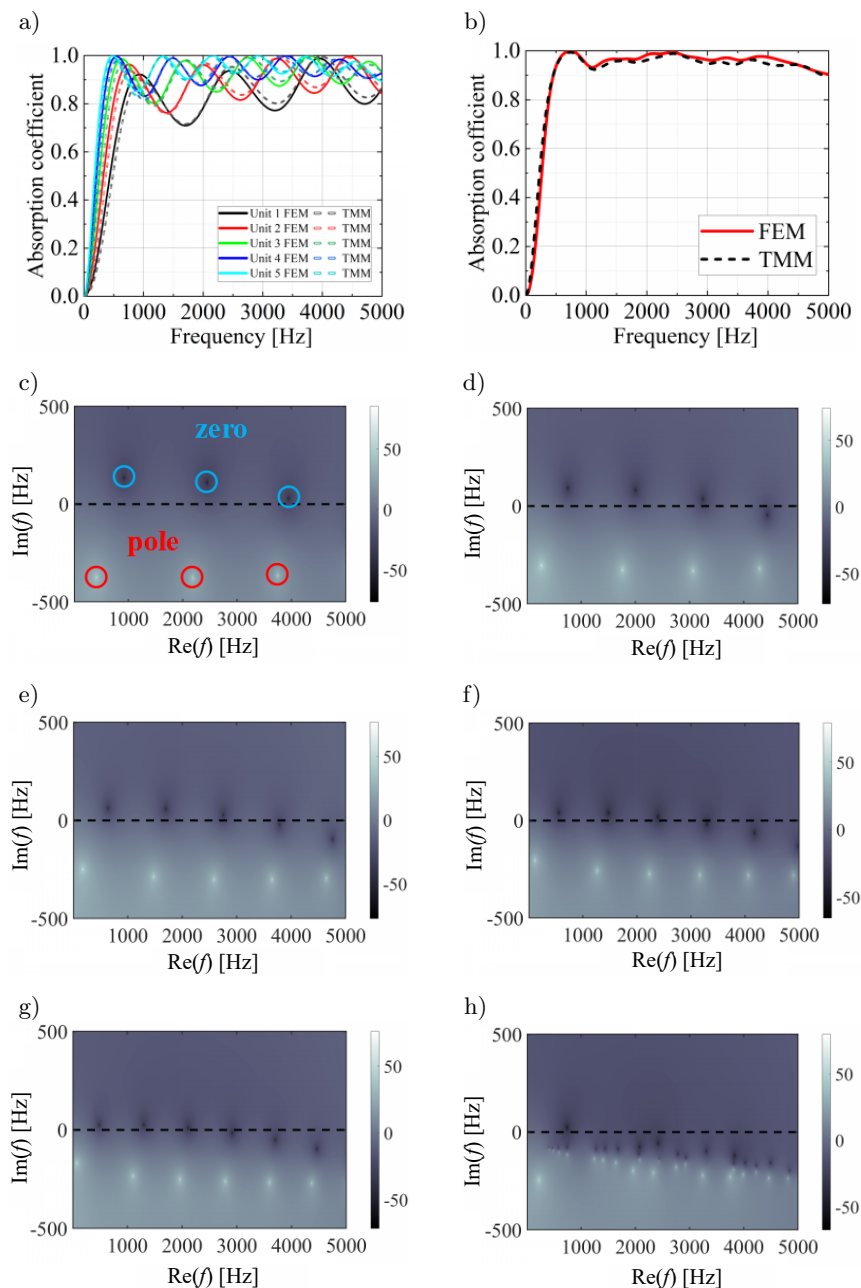 a)
b)
Absorption coefficient
1.0
0.8
0.6
0.4
0.2
0.0
Unit 1 FEM TMM
Unit 2 FEM TMM
Unit 3 FEM TMM
Unit 4 FEM TMM
Unit 5 FEM TMM
0 1000 2000 3000 4000 5000
Frequency [Hz]
Absorption cofficient
1.0
0.8
0.6
0.4
0.2
0.0
FEM
TMM
0 1000 2000 3000 4000 5000
Frequency [Hz]
c)
d)
Im(f) [Hz]
500
0
-500
zero
pole
50
0
-50
1000 2000 3000 4000 5000
Re(f) [Hz]
Im(f) [Hz]
500
0
-500
50
0
-50
1000 2000 3000 4000 5000
Re(f) [Hz]
e)
f)
Im(f) [Hz]
500
0
-500
50
0
-50
1000 2000 3000 4000 5000
Re(f) [Hz]
Im(f) [Hz]
500
0
-500
50
0
-50
1000 2000 3000 4000 5000
Re(f) [Hz]
g)
h)
Im(f) [Hz]
500
0
-500
50
0
-50
1000 2000 3000 4000 5000
Re(f) [Hz]
Im(f) [Hz]
500
0
-500
50
0
-50
1000 2000 3000 4000 5000
Re(f) [Hz]